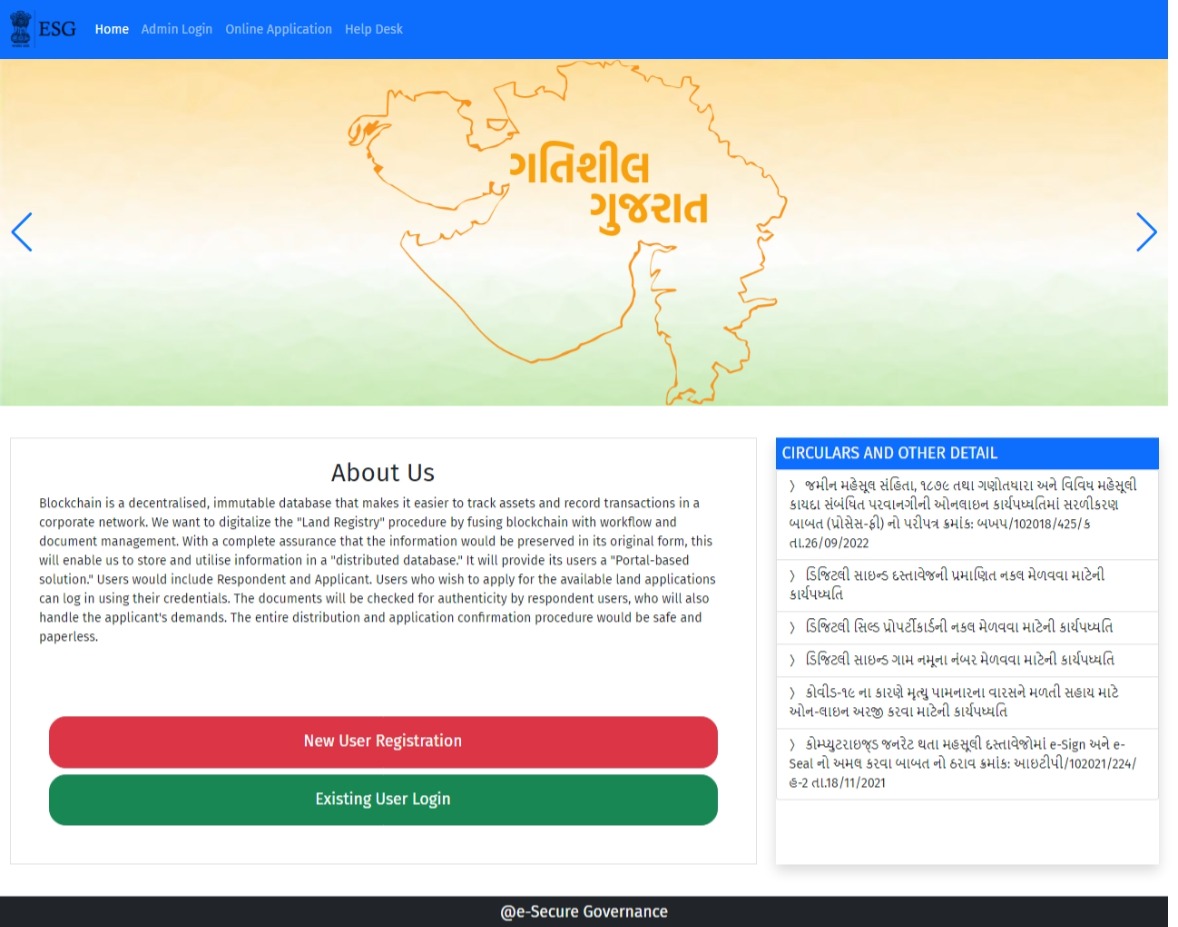 ESG Home Admin Login Online Application Help Desk
ગતિશીલ
ગુજરાત
About Us
Blockchain is a decentralised, immutable database that makes it easier to track assets and record transactions in a
corporate network. We want to digitalize the "Land Registry" procedure by fusing blockchain with workflow and
document management. With a complete assurance that the information would be preserved in its original form, this
will enable us to store and utilise information in a "distributed database." It will provide its users a "Portal-based
solution." Users would include Respondent and Applicant. Users who wish to apply for the available land applications
can log in using their credentials. The documents will be checked for authenticity by respondent users, who will also
handle the applicant's demands. The entire distribution and application confirmation procedure would be safe and
paperless.
New User Registration
Existing User Login
CIRCULARS AND OTHER DETAIL
〉 જમીન મહેસૂલ સંહિતા, ૧૮૭૯ તથા ગણોતધારા અને વિવિધ મહેસૂલી
કાયદા સંબંધિત પરવાનગીની ઓનલાઇન કાર્યપધ્ધતિમાં સરળીકરણ
બાબત (પ્રોસેસ-ફ્રી) નો પરીપત્ર ક્રમાંક: બખપ/102018/425/ક
તા.26/09/2022
〉 ડિજિટલી સાઇન્ડ દસ્તાવેજની પ્રમાણિત નકલ મેળવવા માટેની
કાર્યપધ્ધતિ
〉 ડિજિટલી સિલ્ડ પ્રોપર્ટીકાર્ડની નકલ મેળવવા માટેની કાર્યપધ્ધતિ
〉 ડિજિટલી સાઇન્ડ ગામ નમૂના નંબર મેળવવા માટેની કાર્યપધ્ધતિ
〉 કોવીડ-૧૯ ના કારણે મૃત્યુ પામનારના વારસને મળતી સહાય માટે
ઓન-લાઇન અરજી કરવા માટેની કાર્યપધ્ધતિ
〉 કોમ્પ્યુટરાઇજ્ડ જનરેટ થતા મહસૂલી દસ્તાવેજોમાં e-Sign અને e-
Seal નો અમલ કરવા બાબત નો ઠરાવ ક્રમાંક: આઇટીપી/102021/224/
હ-2 તા.18/11/2021
@e-Secure Governance